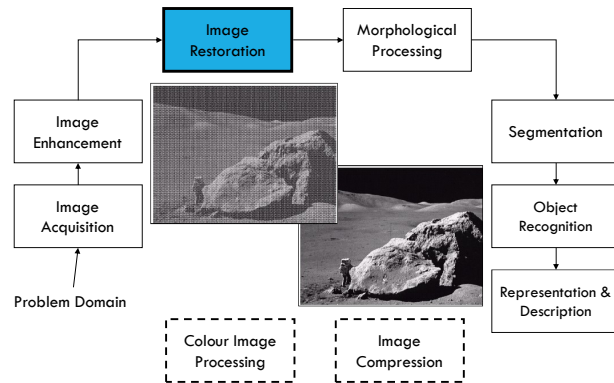 Image
Restoration
Morphological
Processing
Image
Enhancement
Segmentation
Image
Acquisition
Object
Recognition
Problem Domain
Representation &
Description
Colour Image
Processing
Image
Compression